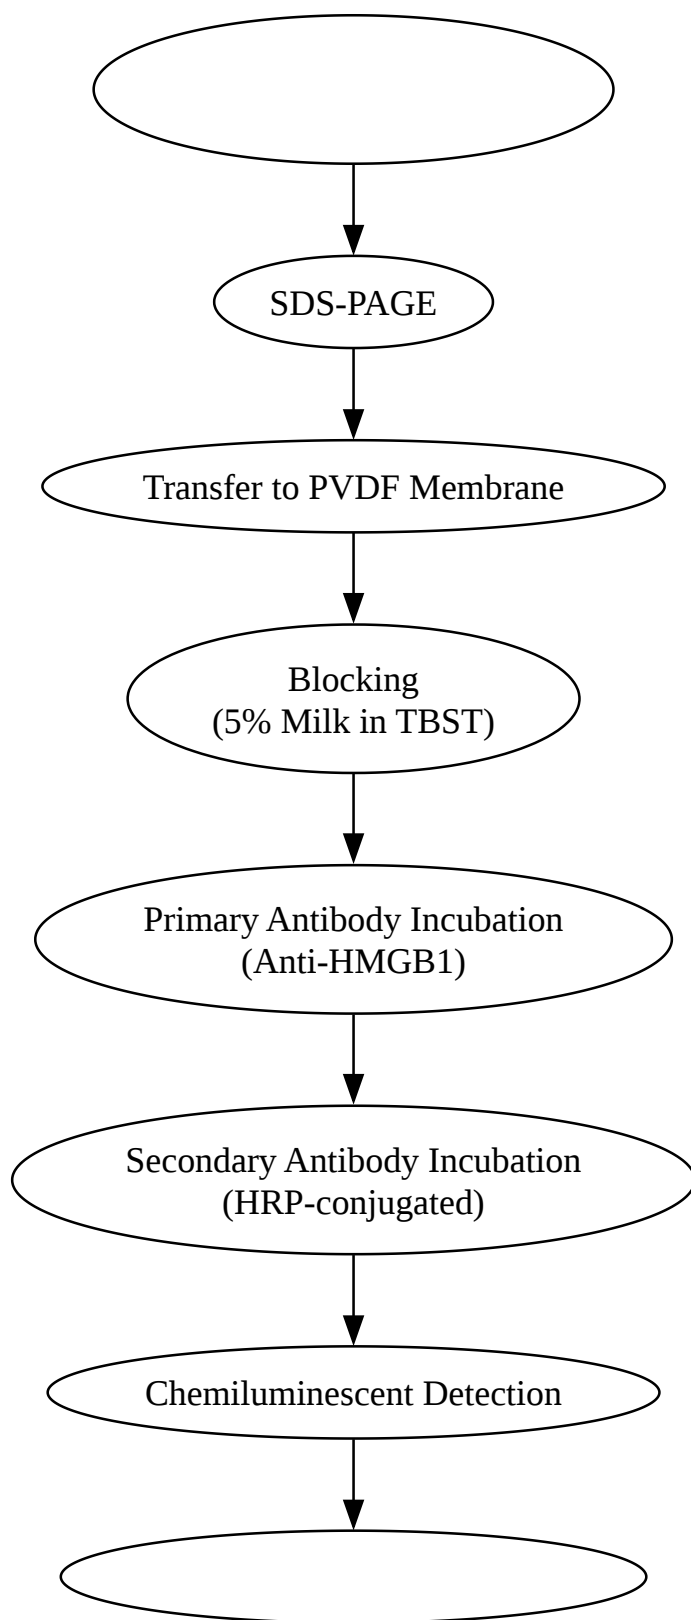 SDS-PAGE
Transfer to PVDF Membrane
Blocking
(5% Milk in TBST)
Primary Antibody Incubation
(Anti-HMGB1)
Secondary Antibody Incubation
(HRP-conjugated)
Chemiluminescent Detection